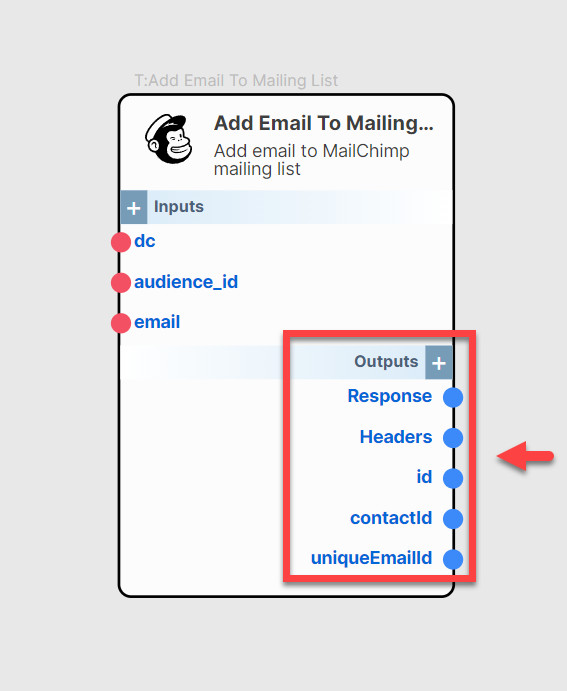 T:Add Email To Mailing List
Add Email To Mailing...
Add email to MailChimp
mailing list
+ Inputs
dc
audience_id
email
Outputs +
Response
Headers
id
contactId
uniqueEmailId